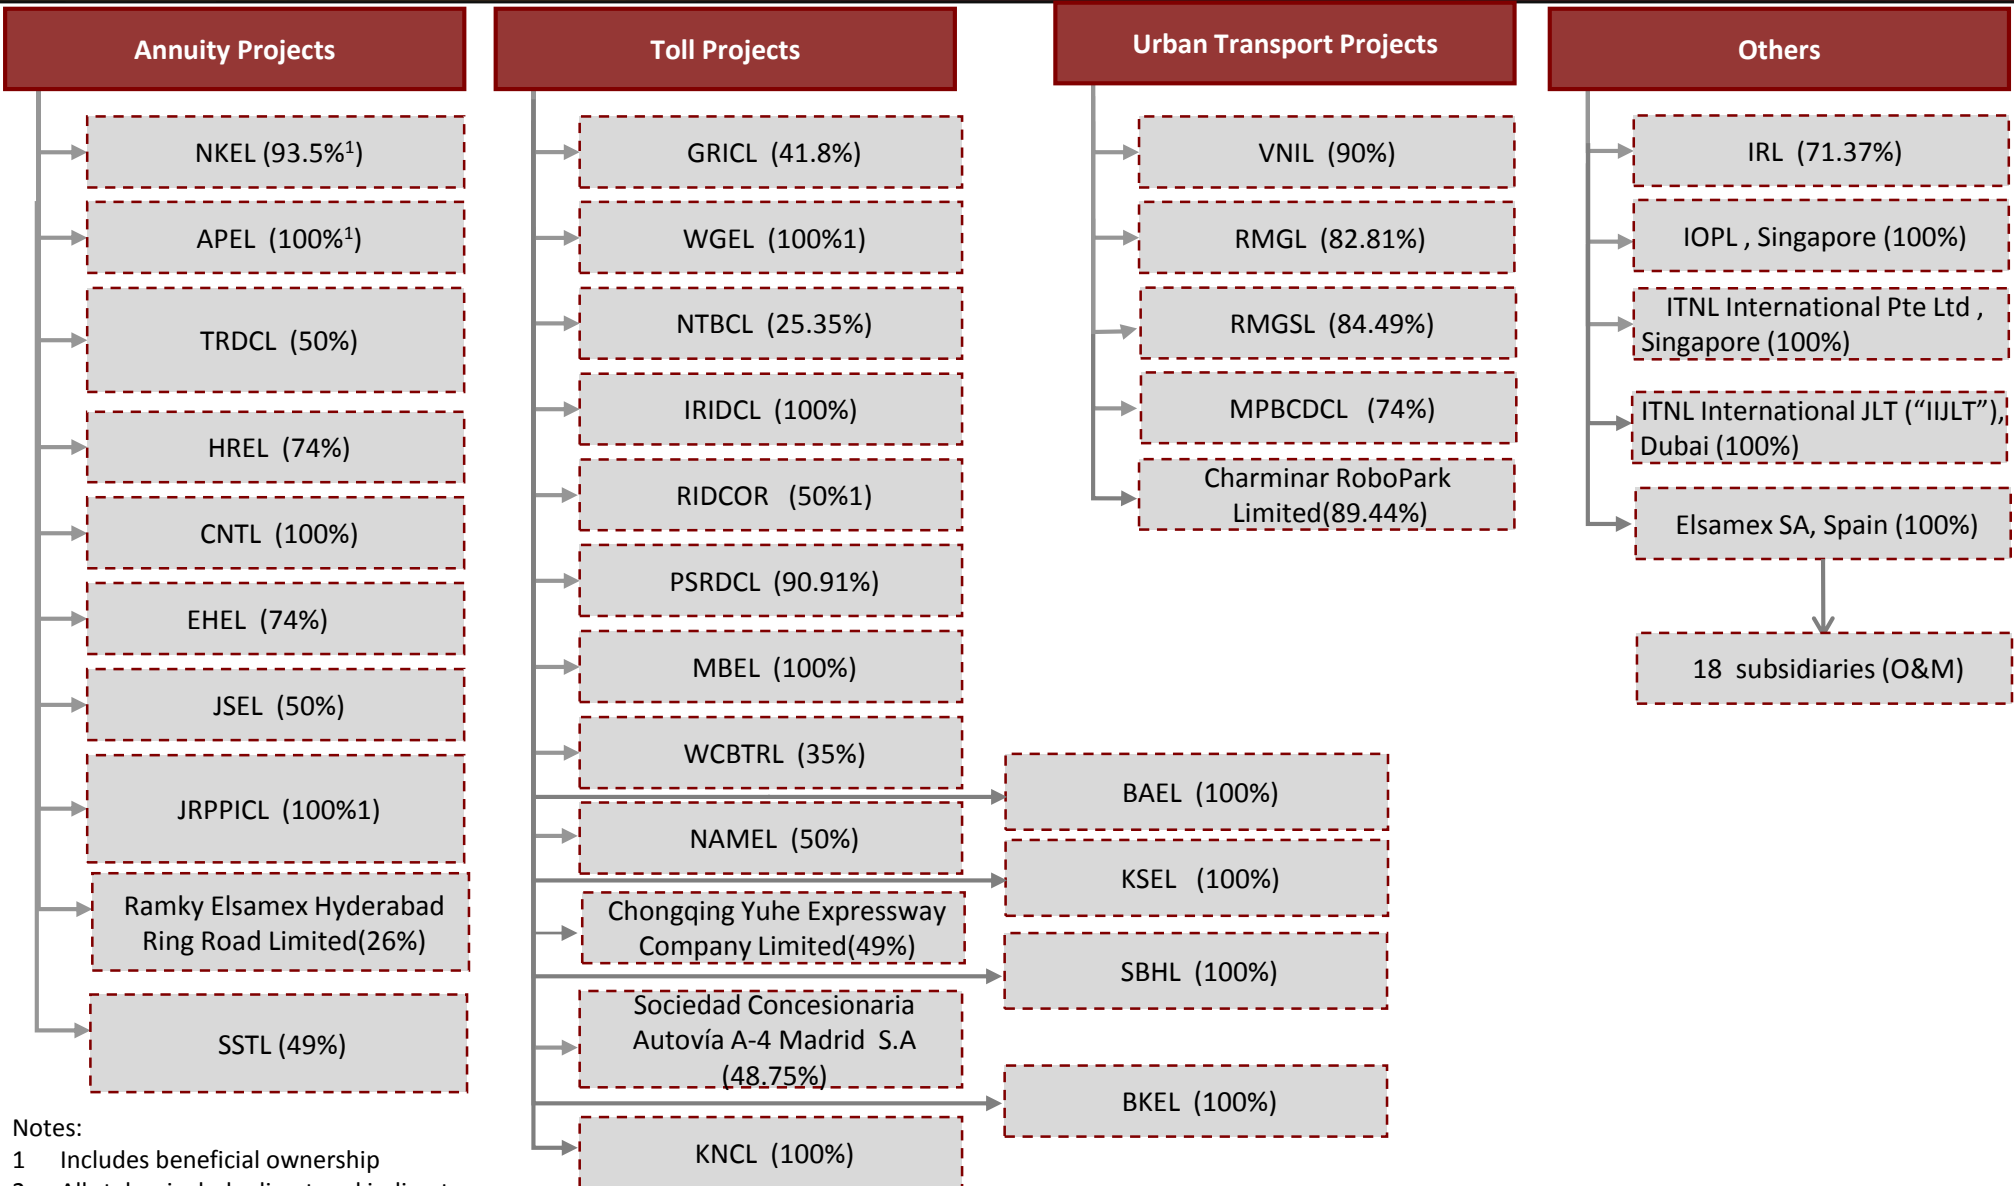 Annuity Projects
NKEL (93.5%¹)
APEL (100%¹)
TRDCL (50%)
HREL (74%)
CNTL (100%)
EHEL (74%)
JSEL (50%)
JRPPICL (100%1)
Ramky Elsamex Hyderabad
Ring Road Limited(26%)
SSTL (49%)
Toll Projects
GRICL (41.8%)
WGEL (100%1)
NTBCL (25.35%)
IRIDCL (100%)
RIDCOR (50%1)
PSRDCL (90.91%)
MBEL (100%)
WCBTRL (35%)
BAEL (100%)
NAMEL (50%)
KSEL (100%)
Chongqing Yuhe Expressway
Company Limited(49%)
SBHL (100%)
Sociedad Concesionaria
Autovía A-4 Madrid S.A
(48.75%)
BKEL (100%)
KNCL (100%)
Urban Transport Projects
VNIL (90%)
RMGL (82.81%)
RMGSL (84.49%)
MPBCDCL (74%)
Charminar RoboPark
Limited(89.44%)
Others
IRL (71.37%)
IOPL , Singapore (100%)
ITNL International Pte Ltd ,
Singapore (100%)
ITNL International JLT (“IIJLT”),
Dubai (100%)
Elsamex SA, Spain (100%)
18 subsidiaries (O&M)
Notes:
1 Includes beneficial ownership